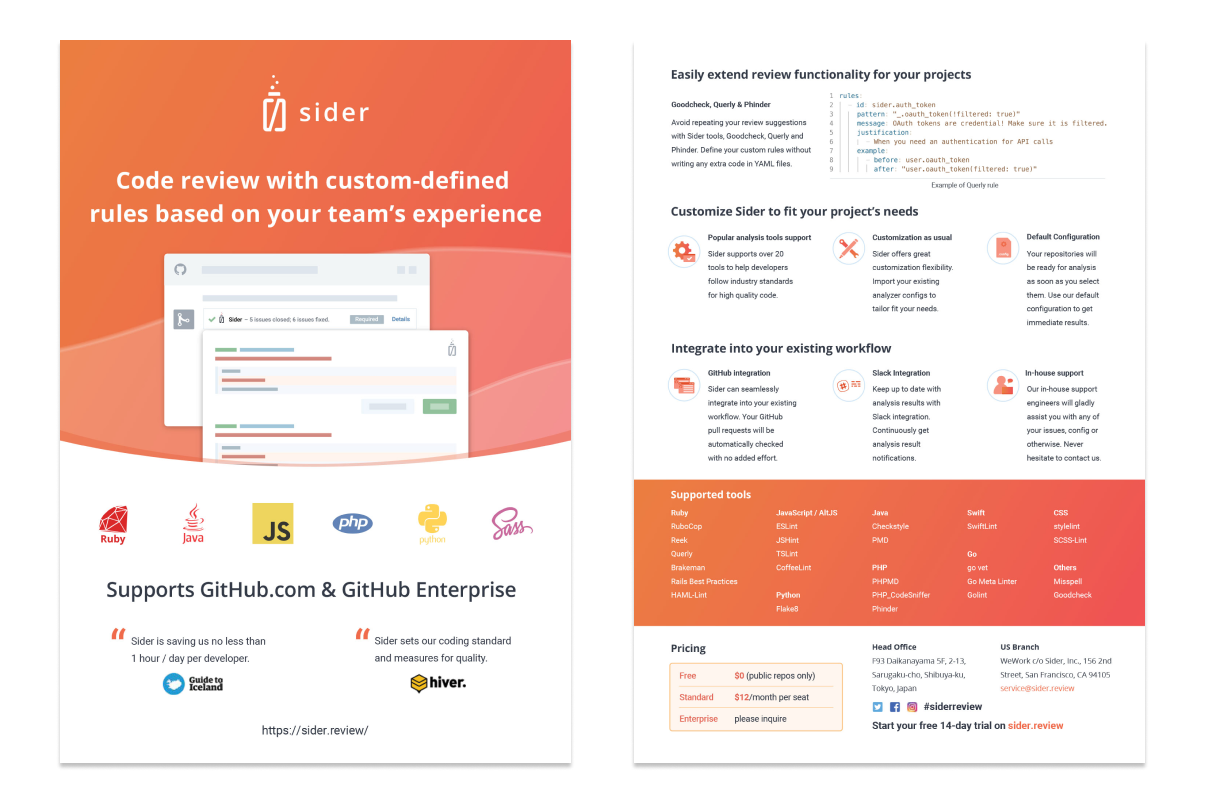 sider
Code review with custom-defined
rules based on your team's experience
Sider – 5 issues closed; 6 issues fixed. Required Details
Ruby
Java
JS
php
python
Sass
Supports GitHub.com & GitHub Enterprise
“ Sider is saving us no less than
1 hour / day per developer.
Guide to
Iceland
“ Sider sets our coding standard
and measures for quality.
hiver.
https://sider.review/
Easily extend review functionality for your projects
Goodcheck, Querly & Phinder
Avoid repeating your review suggestions
with Sider tools, Goodcheck, Querly and
Phinder. Define your custom rules without
writing any extra code in YAML files.
1 rules:
2 - id: sider.auth_token
3 pattern: "_.oauth_token(!filtered: true)"
4 message: OAuth tokens are credential! Make sure it is filtered.
5 justification:
6 - When you need an authentication for API calls
7 example:
8 - before: user.oauth_token
9 after: "user.oauth_token(filtered: true)"
Example of Querly rule
Customize Sider to fit your project's needs
Popular analysis tools support
Sider supports over 20
tools to help developers
follow industry standards
for high quality code.
Customization as usual
Sider offers great
customization flexibility.
Import your existing
analyzer configs to
tailor fit your needs.
Default Configuration
Your repositories will
be ready for analysis
as soon as you select
them. Use our default
configuration to get
immediate results.
Integrate into your existing workflow
GitHub integration
Sider can seamlessly
integrate into your existing
workflow. Your GitHub
pull requests will be
automatically checked
with no added effort.
Slack Integration
Keep up to date with
analysis results with
Slack integration.
Continuously get
analysis result
notifications.
In-house support
Our in-house support
engineers will gladly
assist you with any of
your issues, config or
otherwise. Never
hesitate to contact us.
Supported tools
Ruby
RuboCop
Reek
Querly
Brakeman
Rails Best Practices
HAML-Lint
JavaScript / AltJS
ESLint
JSHint
TSLint
CoffeeLint
Python
Flake8
Java
Checkstyle
PMD
PHP
PHPMD
PHP_CodeSniffer
Phinder
Swift
SwiftLint
Go
go vet
Go Meta Linter
Golint
CSS
stylelint
SCSS-Lint
Others
Misspell
Goodcheck
Pricing
Free $0 (public repos only)
Standard $12/month per seat
Enterprise please inquire
Head Office
F93 Daikanayama 5F, 2-13,
Sarugaku-cho, Shibuya-ku,
Tokyo, Japan
US Branch
WeWork c/o Sider, Inc., 156 2nd
Street, San Francisco, CA 94105
service@sider.review
#siderreview
Start your free 14-day trial on sider.review